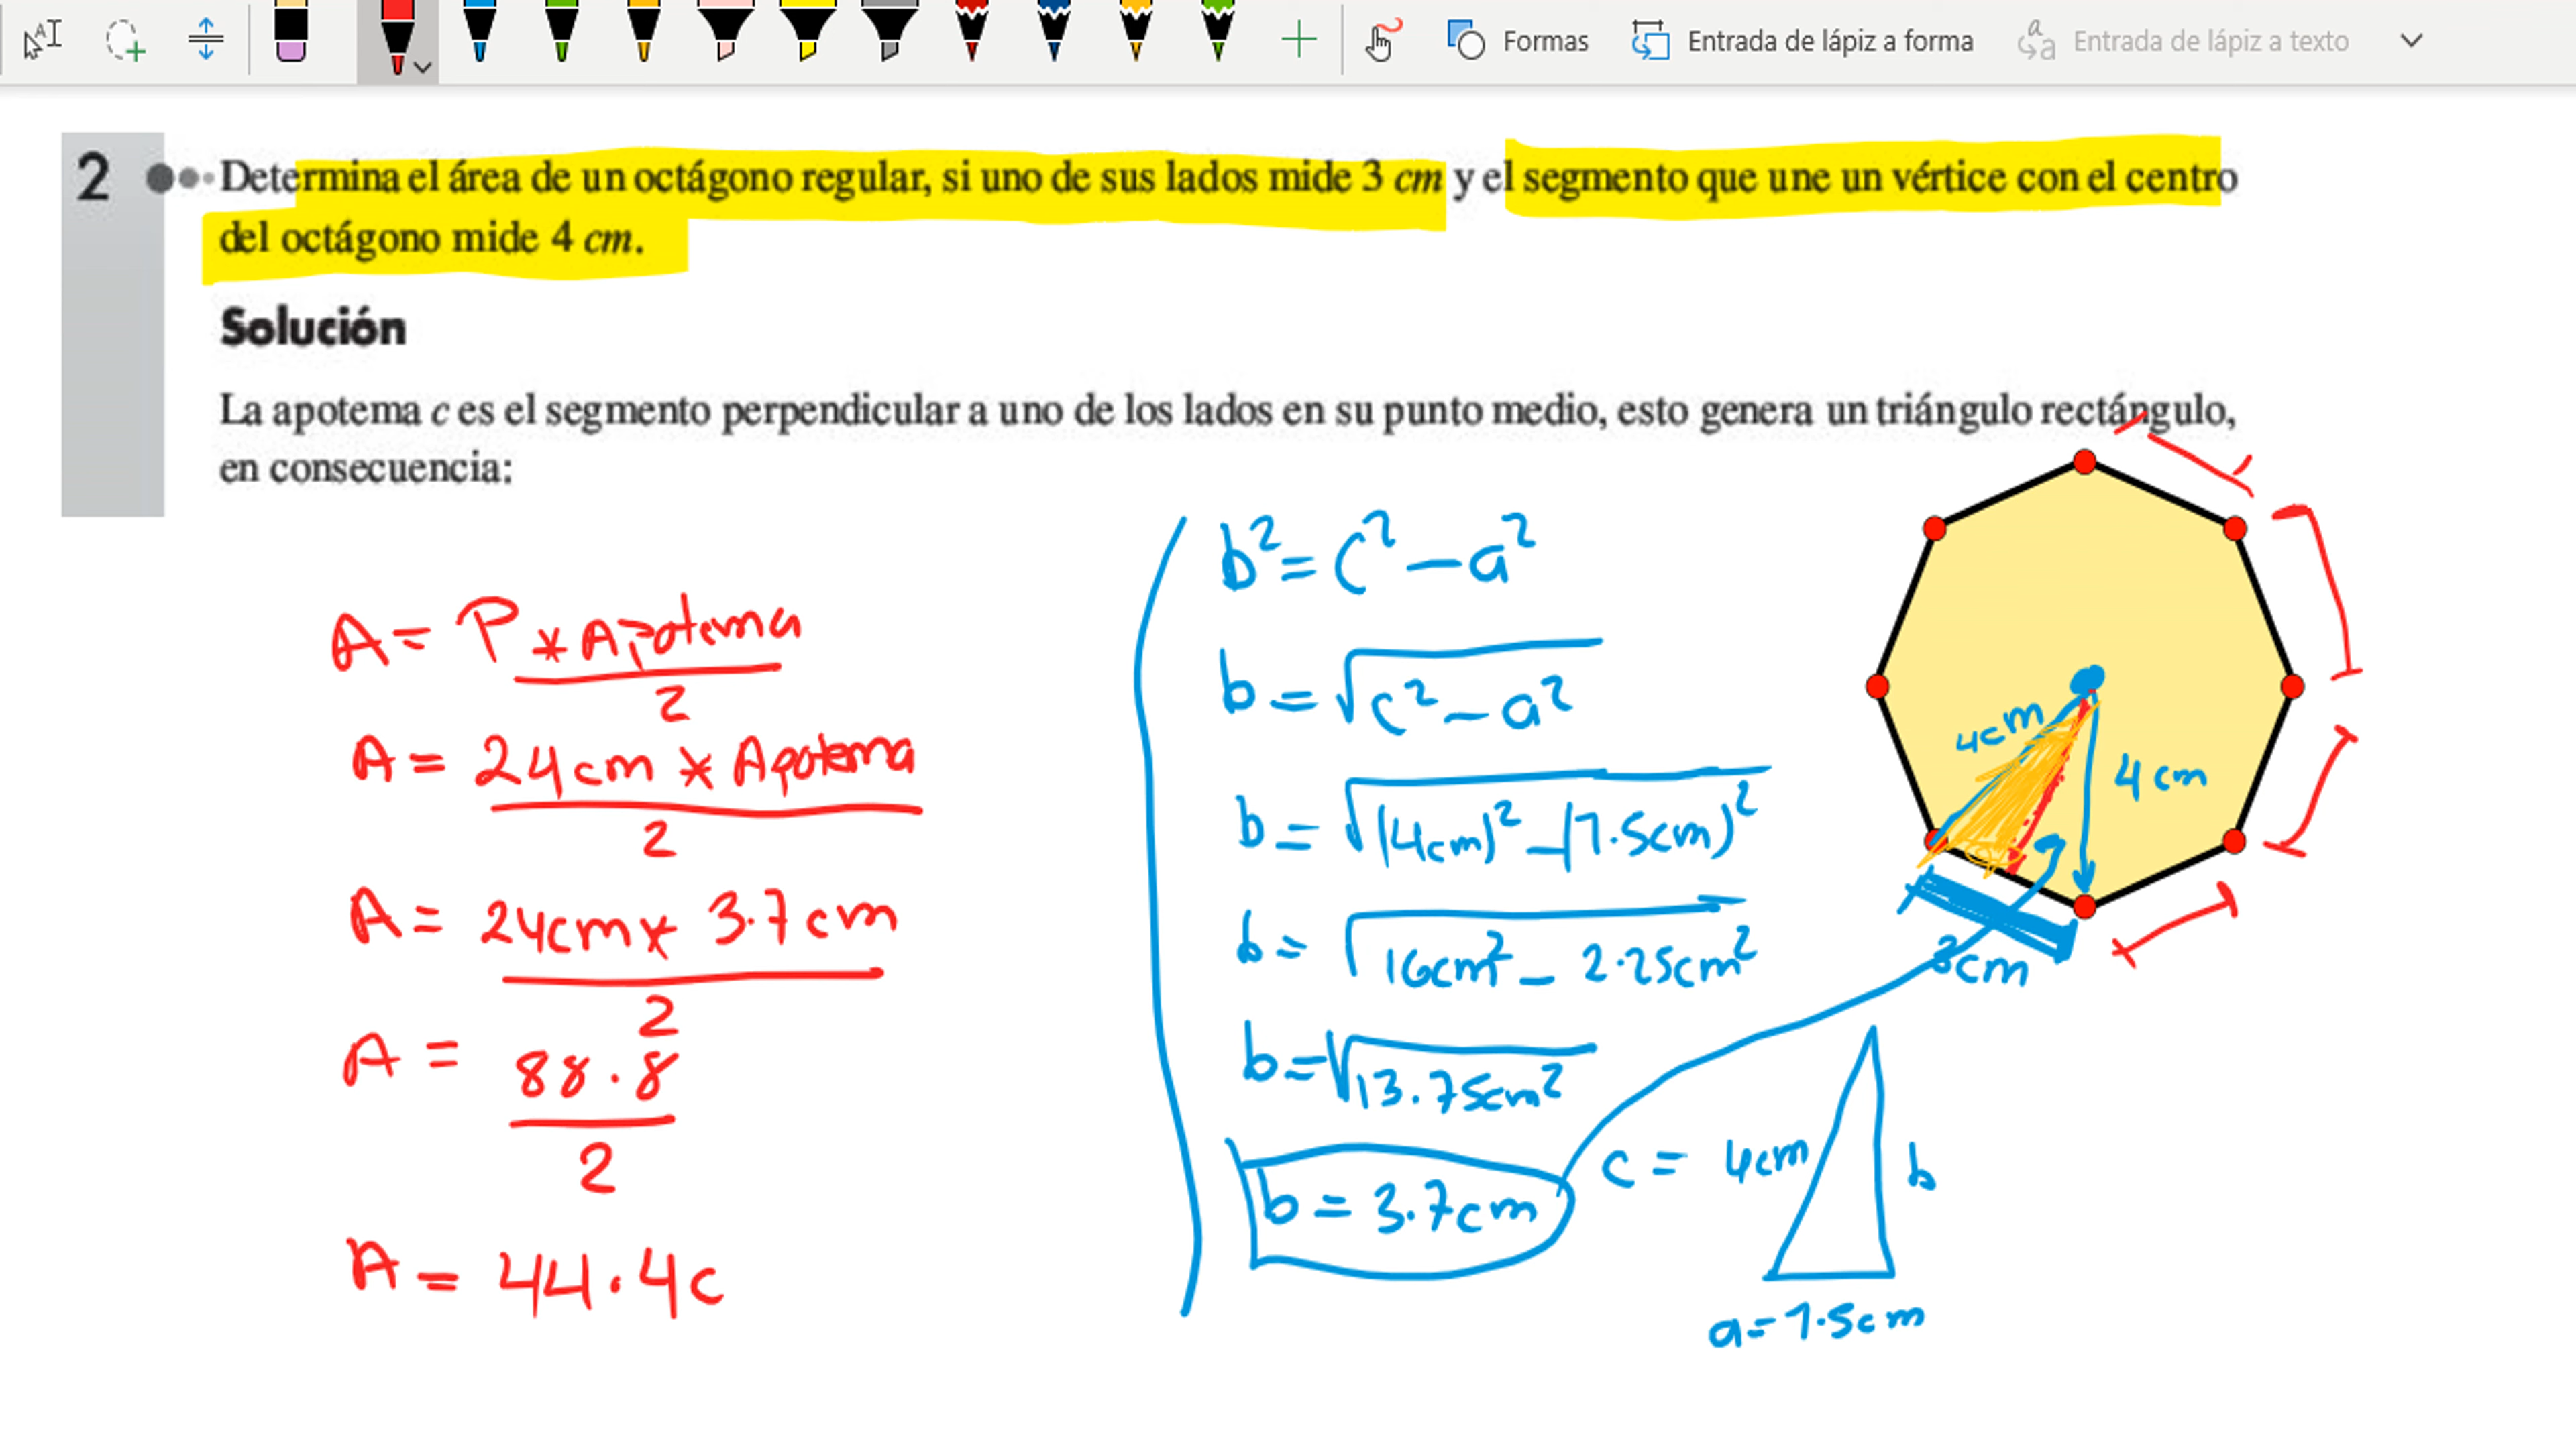 Formas Entrada de lápiz a forma Entrada de lápiz a texto
2 Determina el área de un octágono regular, si uno de sus lados mide 3 cm y el segmento que une un vértice con el centro
del octágono mide 4 cm.
Solución
La apotema c es el segmento perpendicular a uno de los lados en su punto medio, esto genera un triángulo rectángulo,
en consecuencia:
A = P * Apotema
2
A = 24cm * Apotema
2
A = 24cm * 3.7cm
2
A = 88.8
2
A = 44.4c
b² = c² - a²
b = √c² - a²
b = √(4cm)² - (1.5cm)²
b = √16cm² - 2.25cm²
b = √13.75cm²
b = 3.7cm
4cm
4cm
3cm
c = 4cm
b
a = 1.5cm